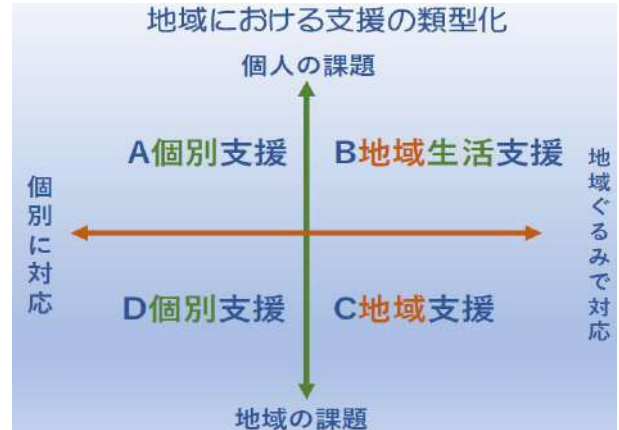 地域における支援の類型化
個人の課題
A個別支援
B地域生活支援
個別に対応
地域ぐるみで対応
D個別支援
C地域支援
地域の課題